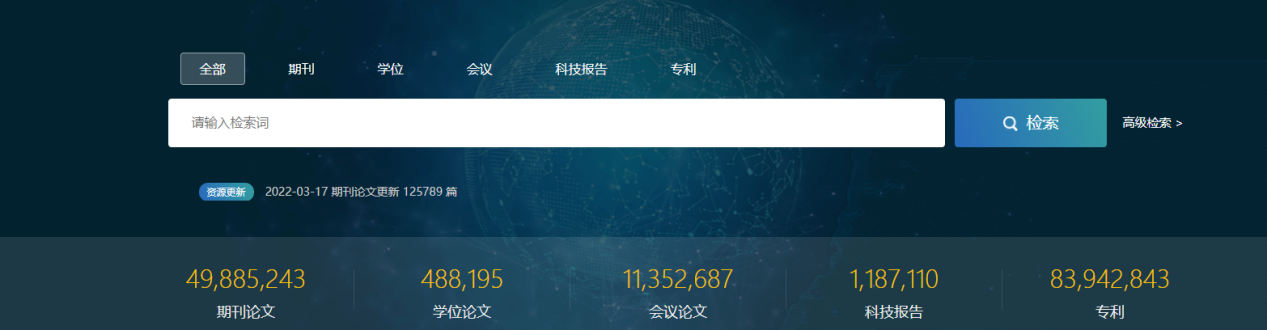 全部 期刊 学位 会议 科技报告 专利
请输入检索词 检索 高级检索 >
资源更新 2022-03-17 期刊论文更新 125789 篇
49,885,243 488,195 11,352,687 1,187,110 83,942,843
期刊论文 学位论文 会议论文 科技报告 专利